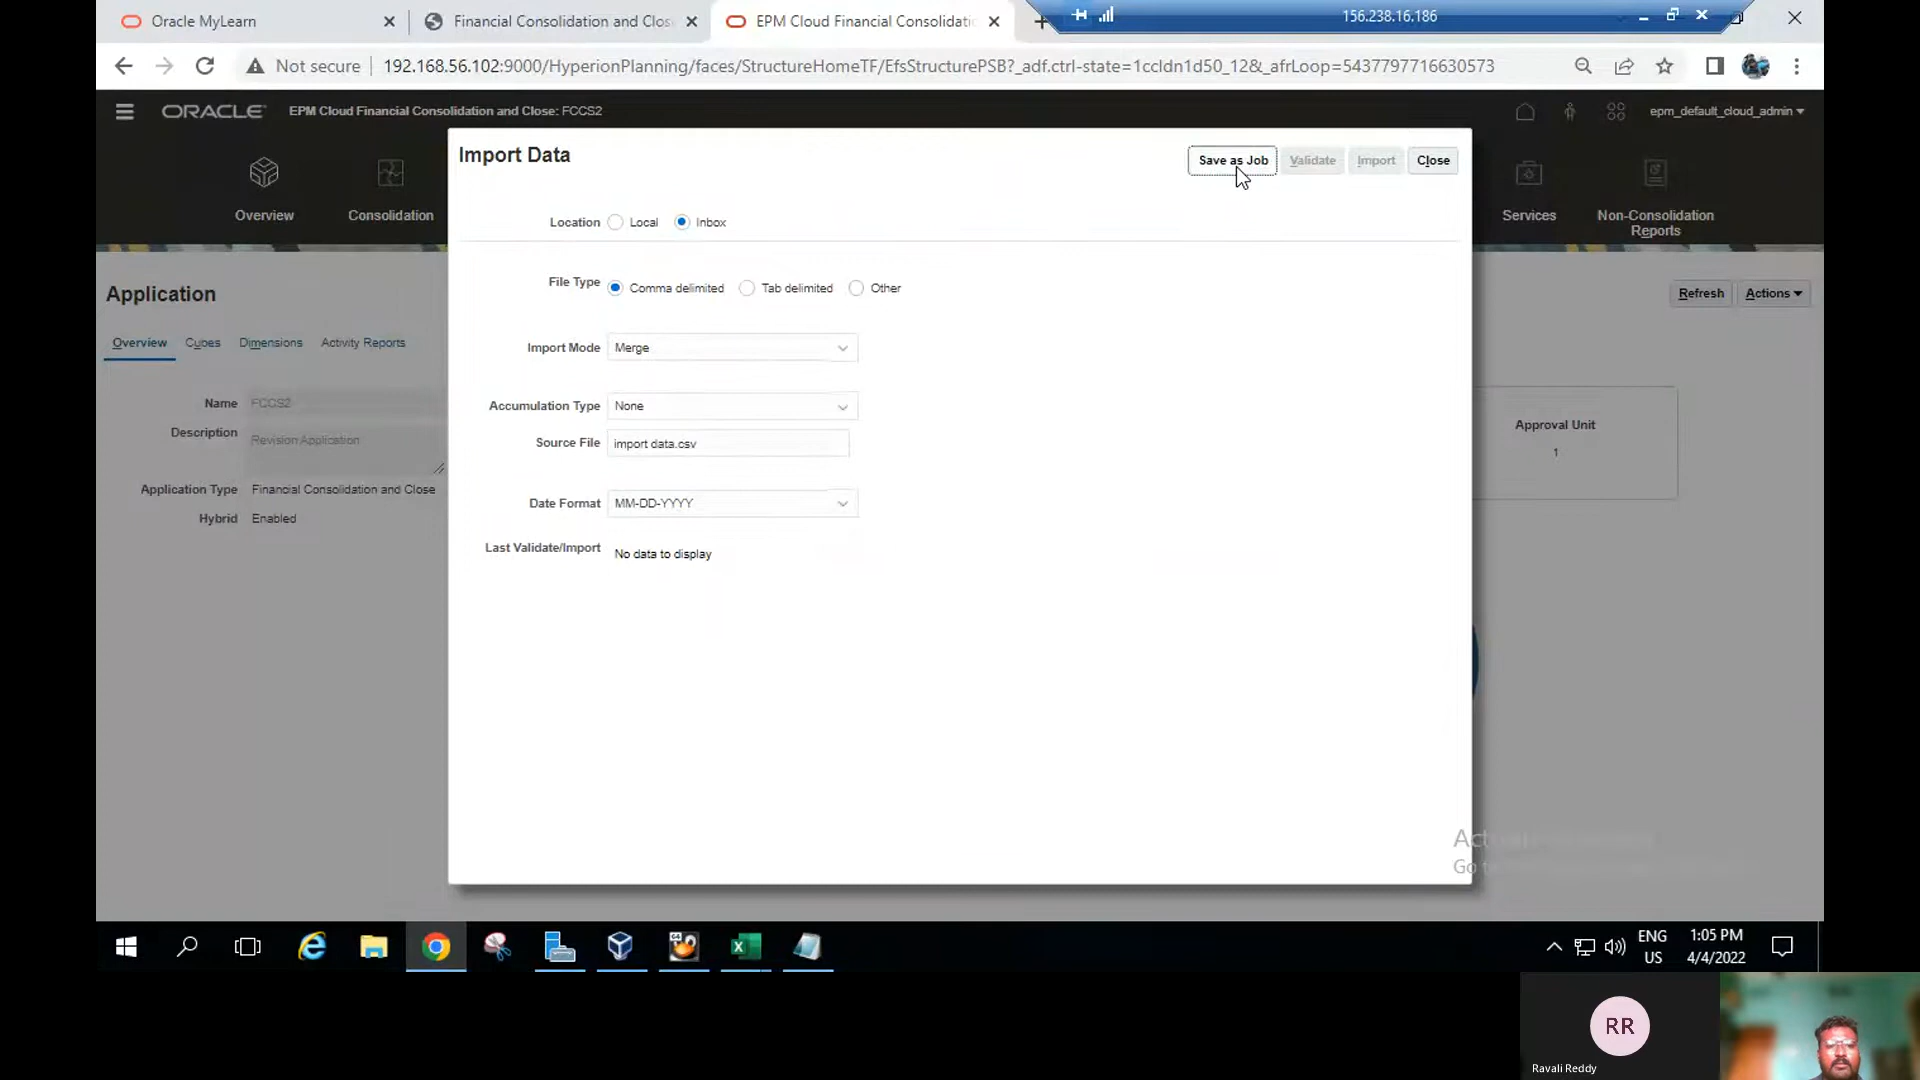 Oracle MyLearn
Financial Consolidation and Clos
EPM Cloud Financial Consolidati
156.238.16.186
Not secure
192.168.56.102:9000/HyperionPlanning/faces/StructureHomeTF/EfsStructurePSB?_adf.ctrl-state=1ccldn1d50_12&_afrLoop=5437797716630573
ORACLE
EPM Cloud Financial Consolidation and Close: FCCS2
epm_default_cloud_admin
Overview
Consolidation
Services
Non-Consolidation
Reports
Import Data
Save as Job
Validate
Import
Close
Location
Local
Inbox
File Type
Comma delimited
Tab delimited
Other
Import Mode
Merge
Accumulation Type
None
Source File
import data.csv
Date Format
MM-DD-YYYY
Last Validate/Import
No data to display
Application
Refresh
Actions
Overview
Cubes
Dimensions
Activity Reports
Name
FCCS2
Description
Revision Application
Application Type
Financial Consolidation and Close
Hybrid
Enabled
Approval Unit
1
Act
Go t
ENG
US
1:05 PM
4/4/2022
RR
Ravali Reddy